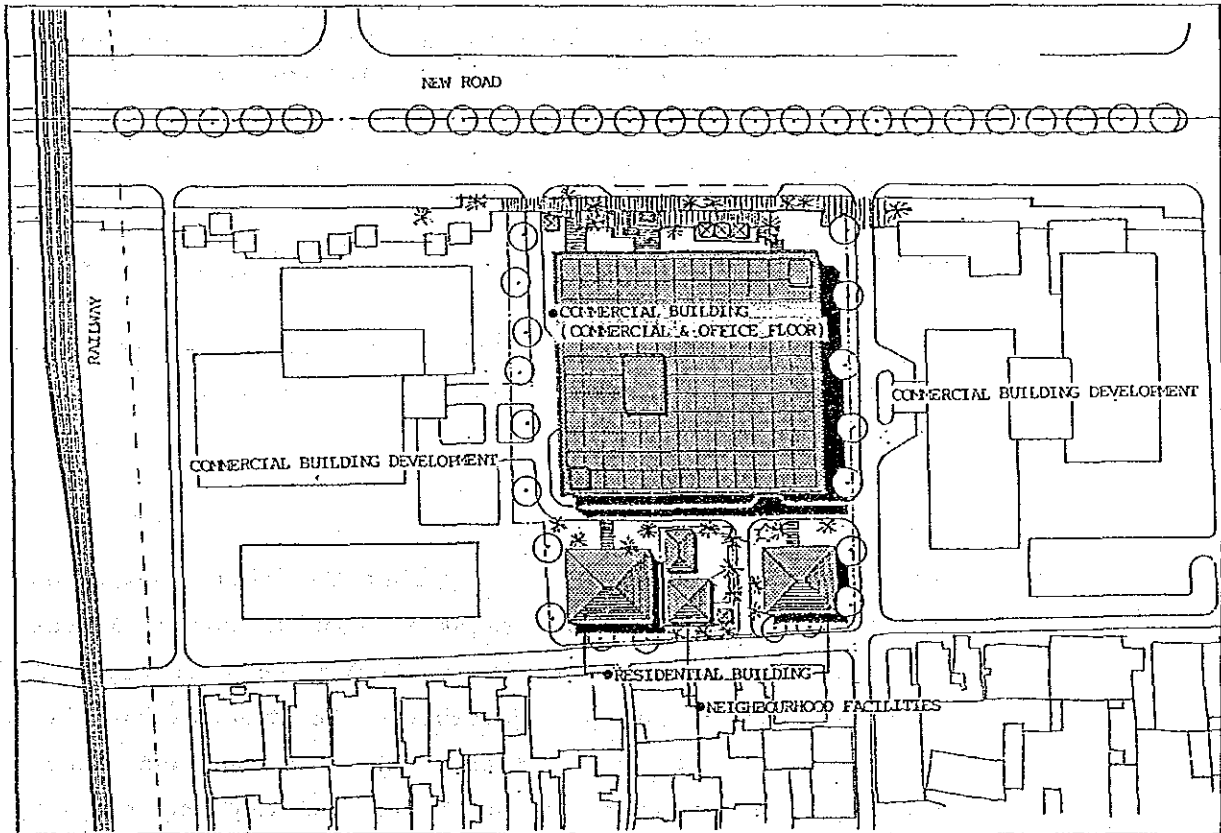 NEW ROAD
RAILWAY
COMMERCIAL BUILDING
(COMMERCIAL & OFFICE FLOOR)
COMMERCIAL BUILDING DEVELOPMENT
COMMERCIAL BUILDING DEVELOPMENT
RESIDENTIAL BUILDING
NEIGHBOURHOOD FACILITIES